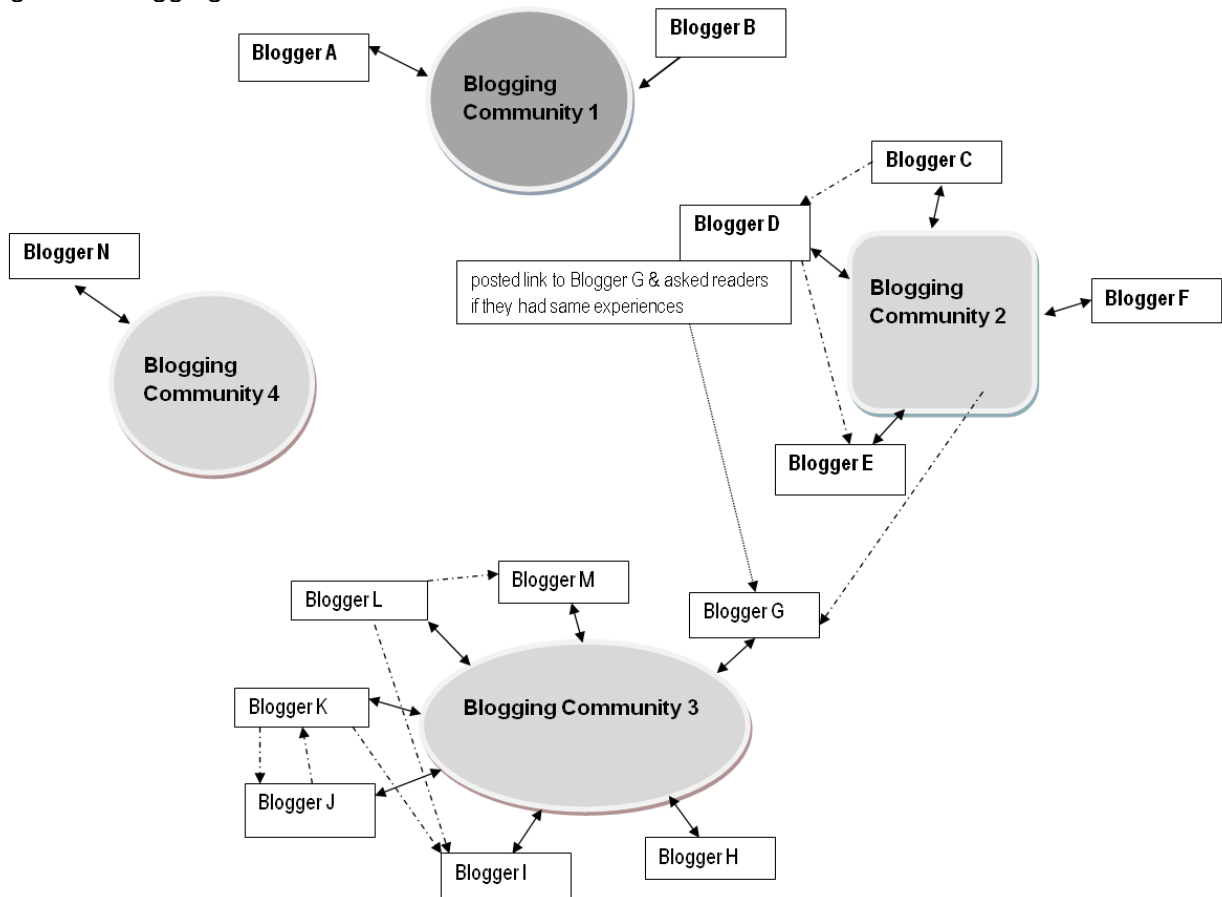 Blogger A
Blogger B
Blogging
Community 1
Blogger C
Blogger D
Blogger N
posted link to Blogger G & asked readers
if they had same experiences
Blogging
Community 2
Blogger F
Blogging
Community 4
Blogger E
Blogger M
Blogger L
Blogger G
Blogger K
Blogging Community 3
Blogger J
Blogger H
Blogger I